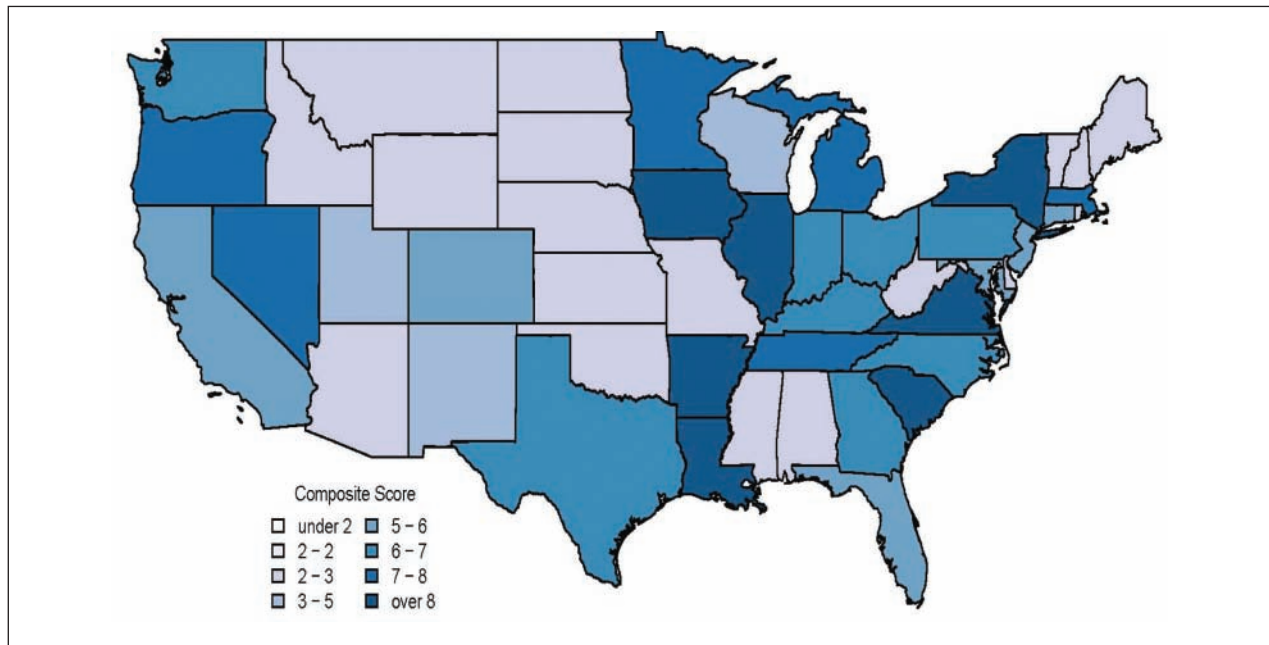 Composite Score
under 2
2 – 2
2 – 3
3 – 5
5 – 6
6 – 7
7 – 8
over 8